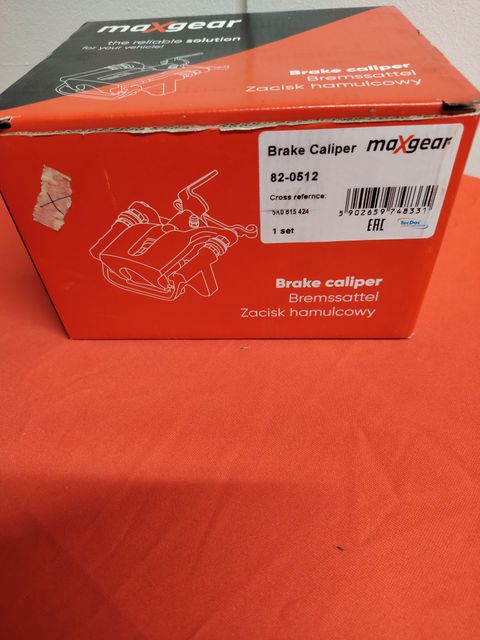 maxgear
the reliable solution
for your vehicle!
Brake caliper
Bremssattel
Zacisk hamulcowy
Brake Caliper maxgear
82-0512
Cross refernce:
5K0 615 424
5 902659 748331
1 set
EAC
TecDoc
Brake caliper
Bremssattel
Zacisk hamulcowy